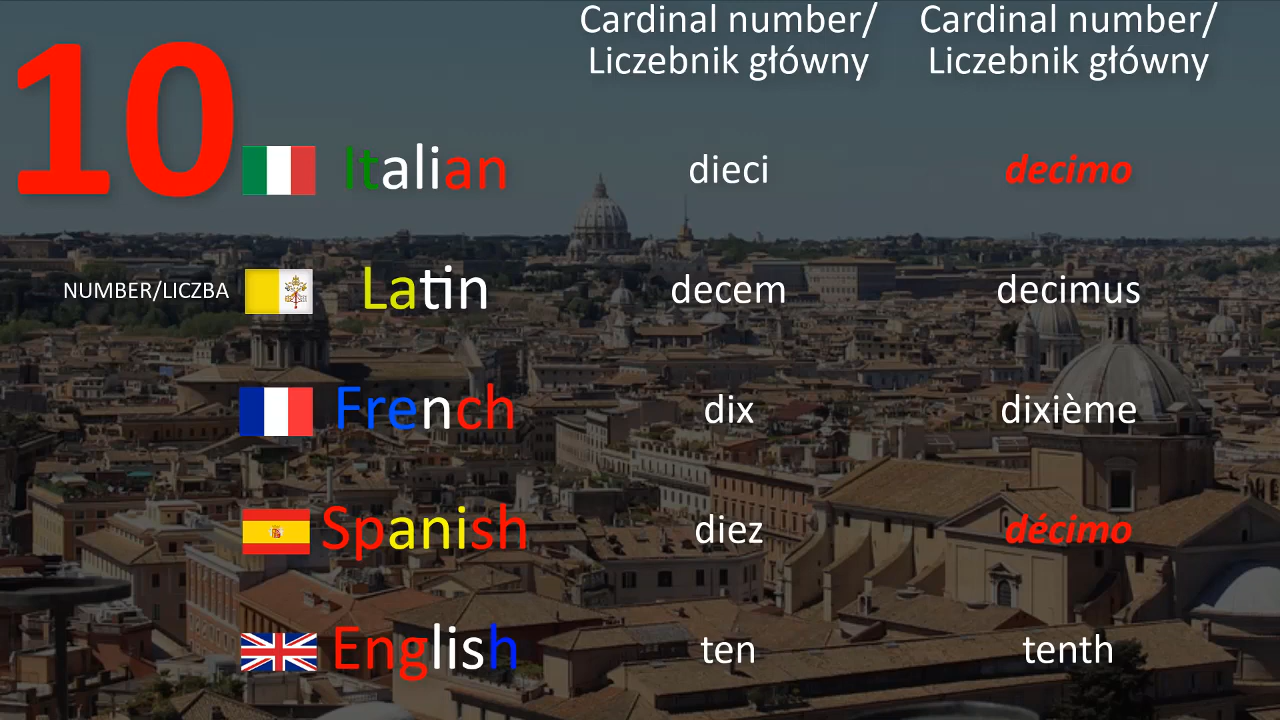 10
NUMBER/LICZBA
Cardinal number/
Liczebnik główny
Cardinal number/
Liczebnik główny
Italian dieci decimo
Latin decem decimus
French dix dixième
Spanish diez décimo
English ten tenth